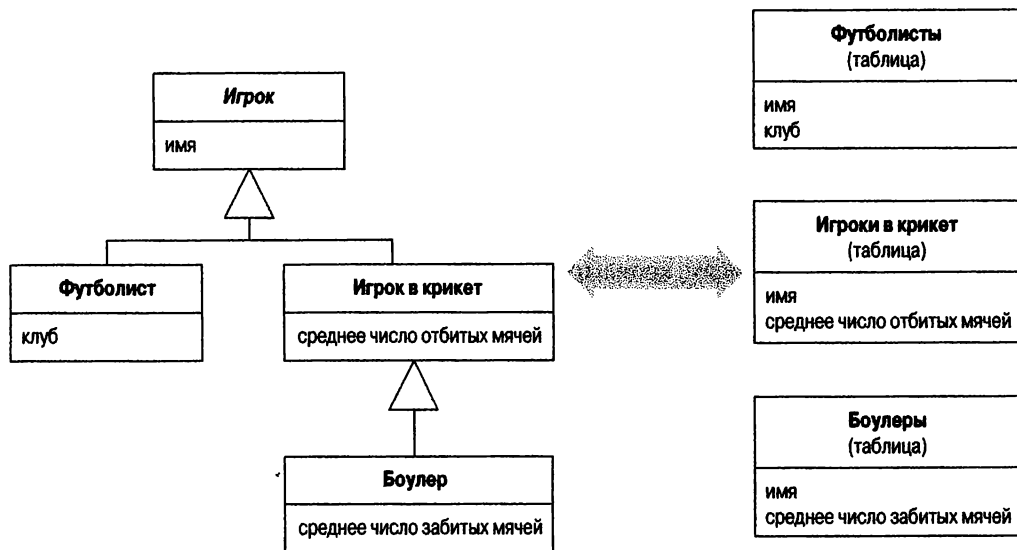 Игрок
имя
Футболист
клуб
Игрок в крикет
среднее число отбитых мячей
Боулер
среднее число забитых мячей
Футболисты
(таблица)
имя
клуб
Игроки в крикет
(таблица)
имя
среднее число отбитых мячей
Боулеры
(таблица)
имя
среднее число забитых мячей